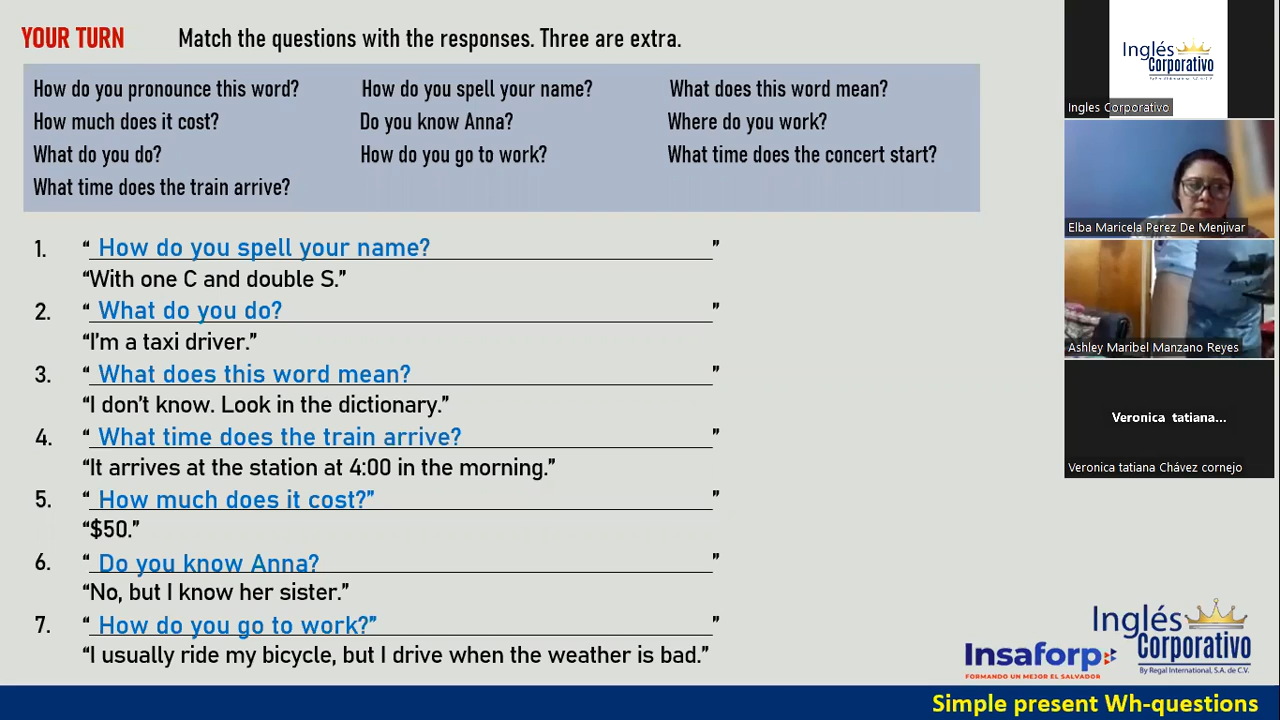 YOUR TURN Match the questions with the responses. Three are extra.
How do you pronounce this word? How do you spell your name? What does this word mean?
How much does it cost? Do you know Anna? Where do you work?
What do you do? How do you go to work? What time does the concert start?
What time does the train arrive?
1. “ How do you spell your name? ”
“With one C and double S.”
2. “ What do you do? ”
“I’m a taxi driver.”
3. “ What does this word mean? ”
“I don’t know. Look in the dictionary.”
4. “ What time does the train arrive? ”
“It arrives at the station at 4:00 in the morning.”
5. “ How much does it cost?” ”
“$50.”
6. “ Do you know Anna? ”
“No, but I know her sister.”
7. “ How do you go to work?” ”
“I usually ride my bicycle, but I drive when the weather is bad.”
Insaforp
FORMANDO UN MEJOR EL SALVADOR
Inglés
Corporativo
By Regal International, S.A. de C.V.
Simple present Wh-questions
Inglés
Corporativo
Ingles Corporativo
Elba Maricela Perez De Menjivar
Ashley Maribel Manzano Reyes
Veronica tatiana...
Veronica tatiana Chávez cornejo